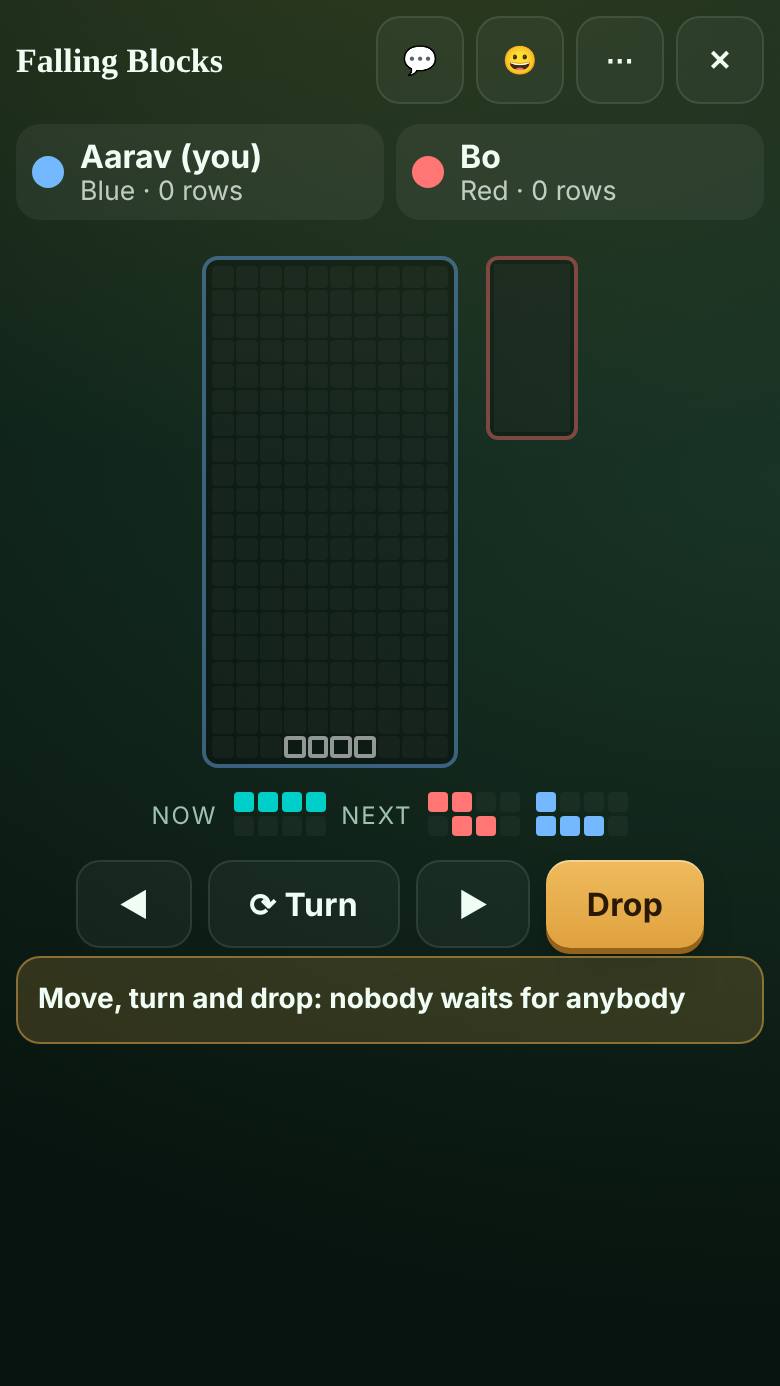 Falling Blocks
Aarav (you)
Blue · 0 rows
Bo
Red · 0 rows
NOW
NEXT
⟳ Turn
Drop
Move, turn and drop: nobody waits for anybody